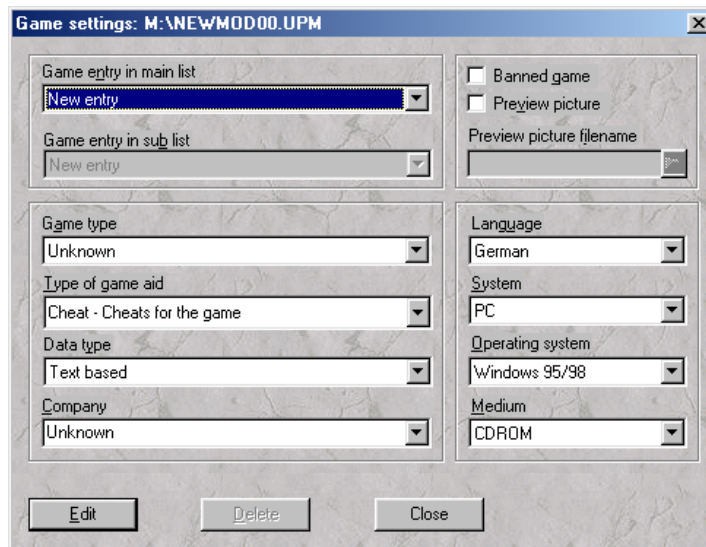 Game settings: M:\NEWMOD00.UPM
Game entry in main list
New entry
Game entry in sub list
New entry
Banned game
Preview picture
Preview picture filename
Game type
Unknown
Type of game aid
Cheat - Cheats for the game
Data type
Text based
Company
Unknown
Language
German
System
PC
Operating system
Windows 95/98
Medium
CDROM
Edit
Delete
Close